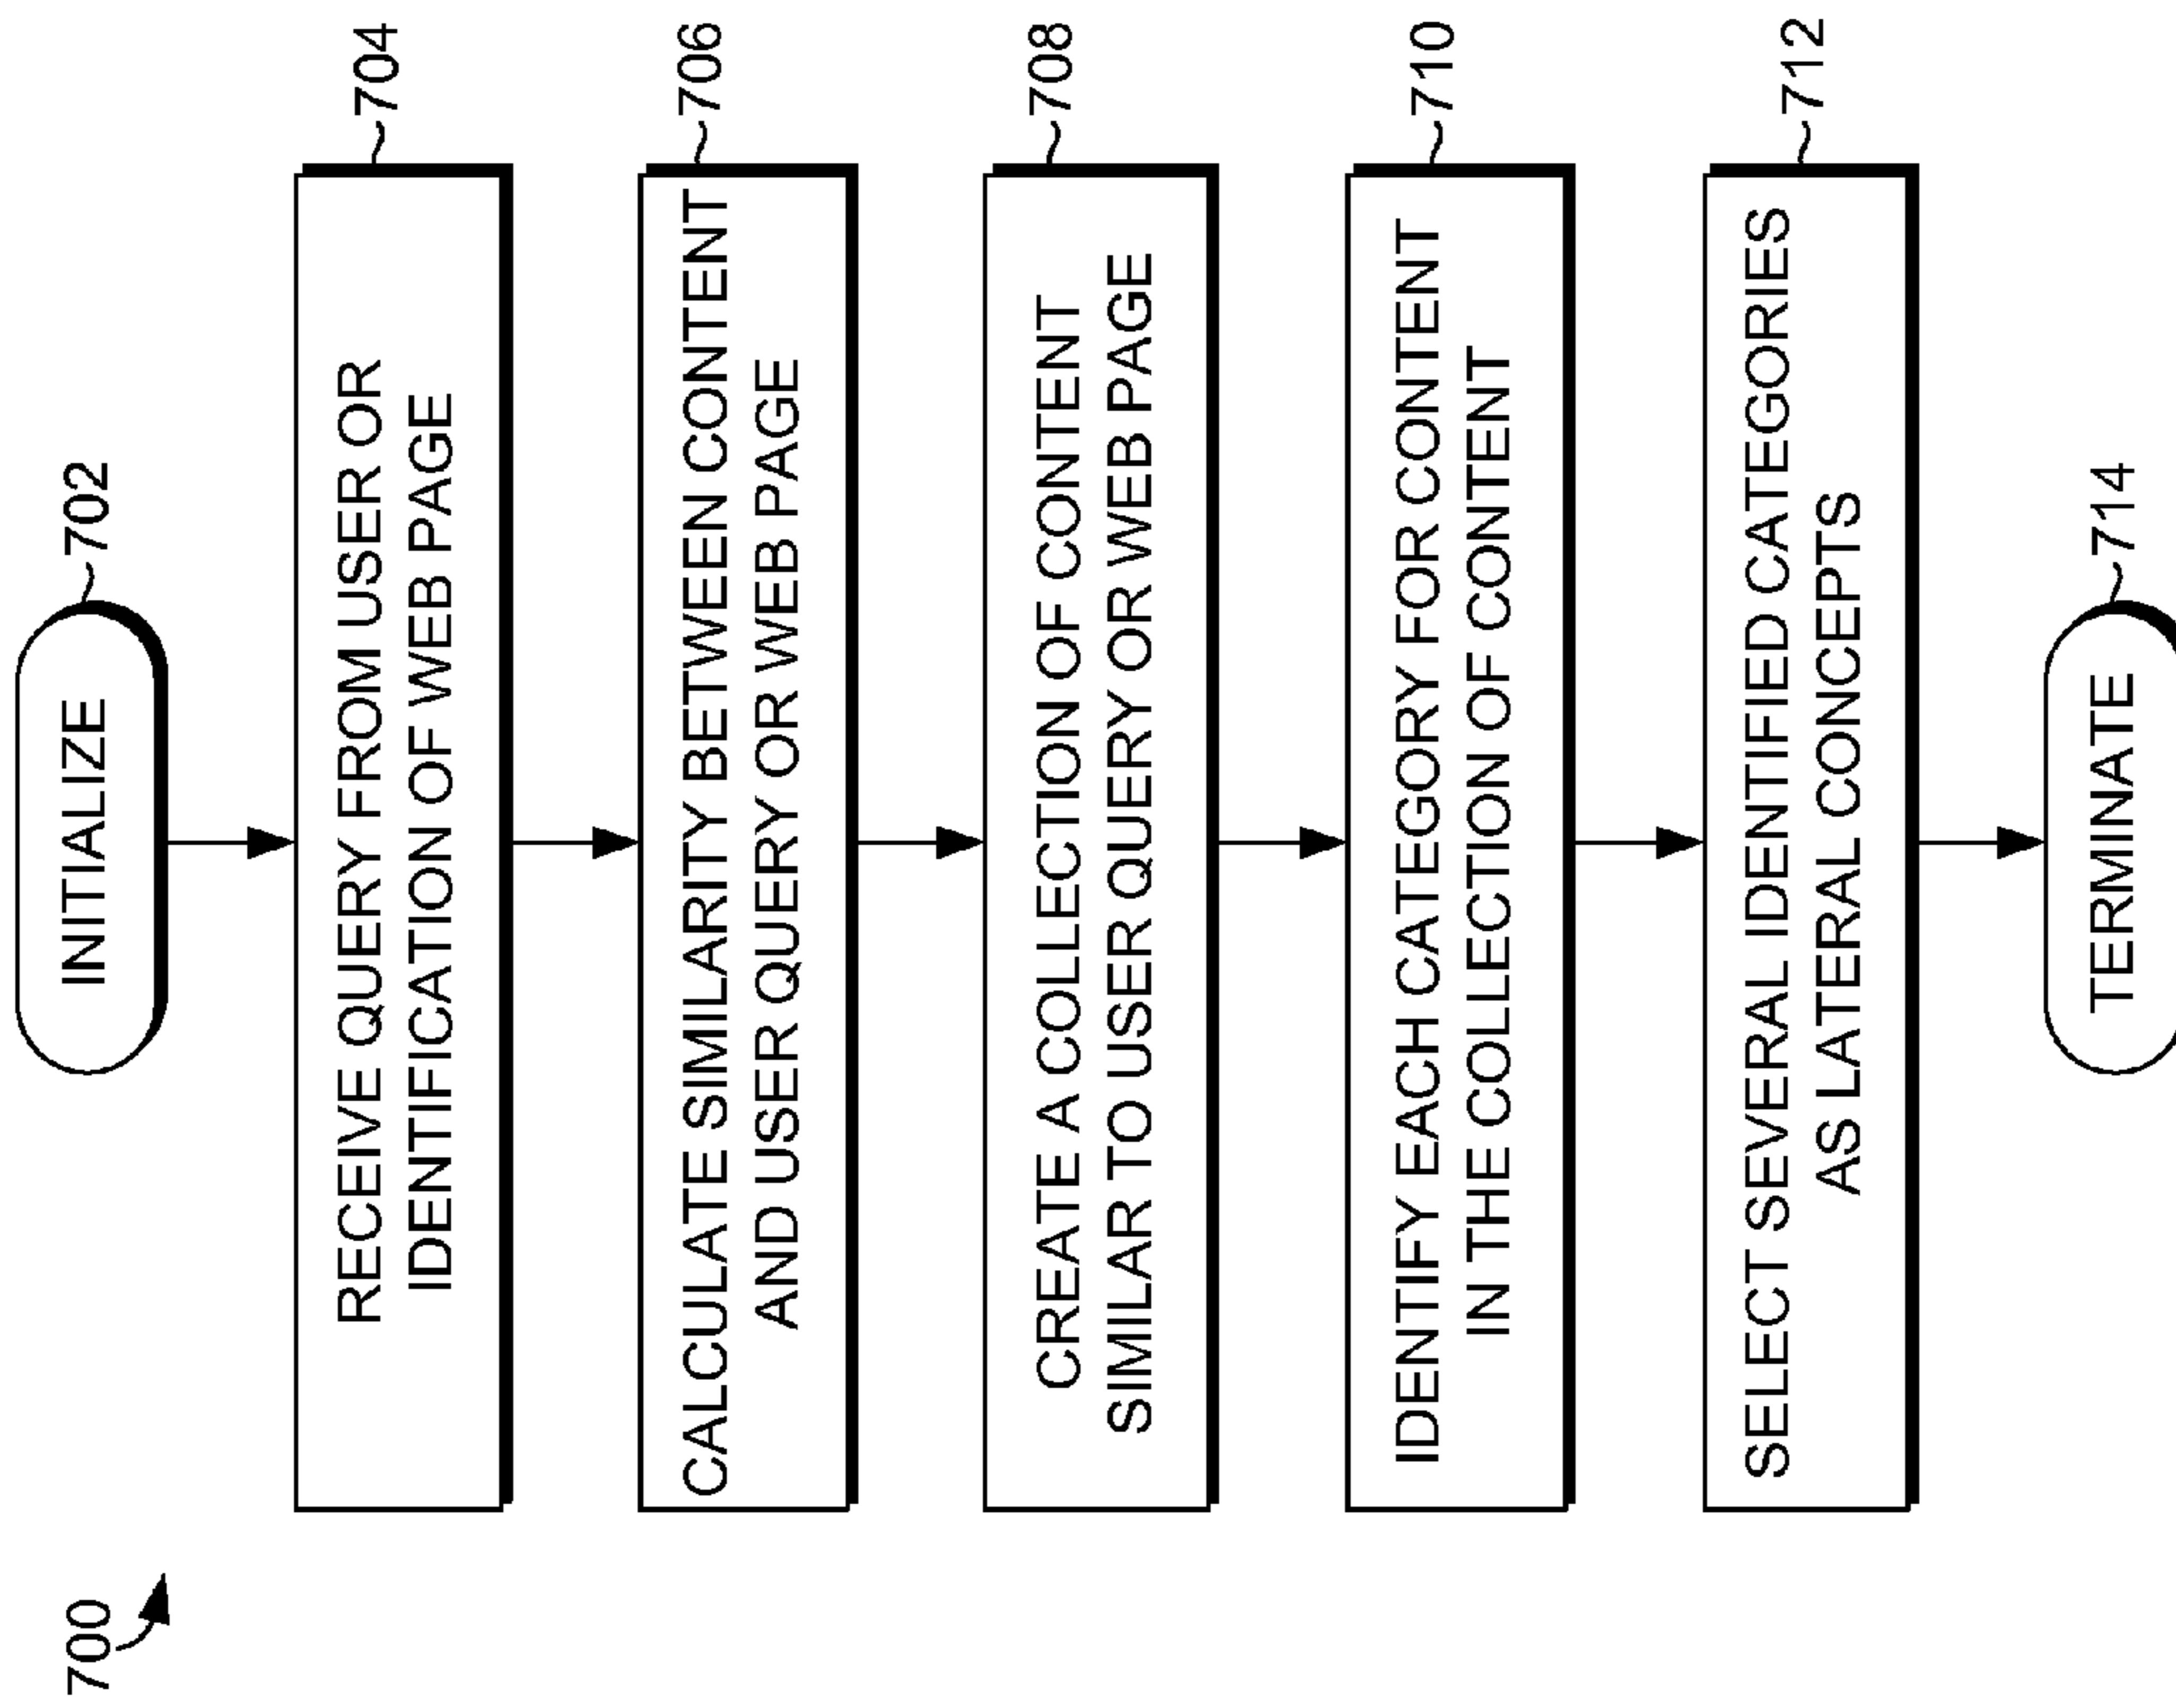 700
INITIALIZE
702
RECEIVE QUERY FROM USER OR
IDENTIFICATION OF WEB PAGE
704
CALCULATE SIMILARITY BETWEEN CONTENT
AND USER QUERY OR WEB PAGE
706
CREATE A COLLECTION OF CONTENT
SIMILAR TO USER QUERY OR WEB PAGE
708
IDENTIFY EACH CATEGORY FOR CONTENT
IN THE COLLECTION OF CONTENT
710
SELECT SEVERAL IDENTIFIED CATEGORIES
AS LATERAL CONCEPTS
712
TERMINATE
714